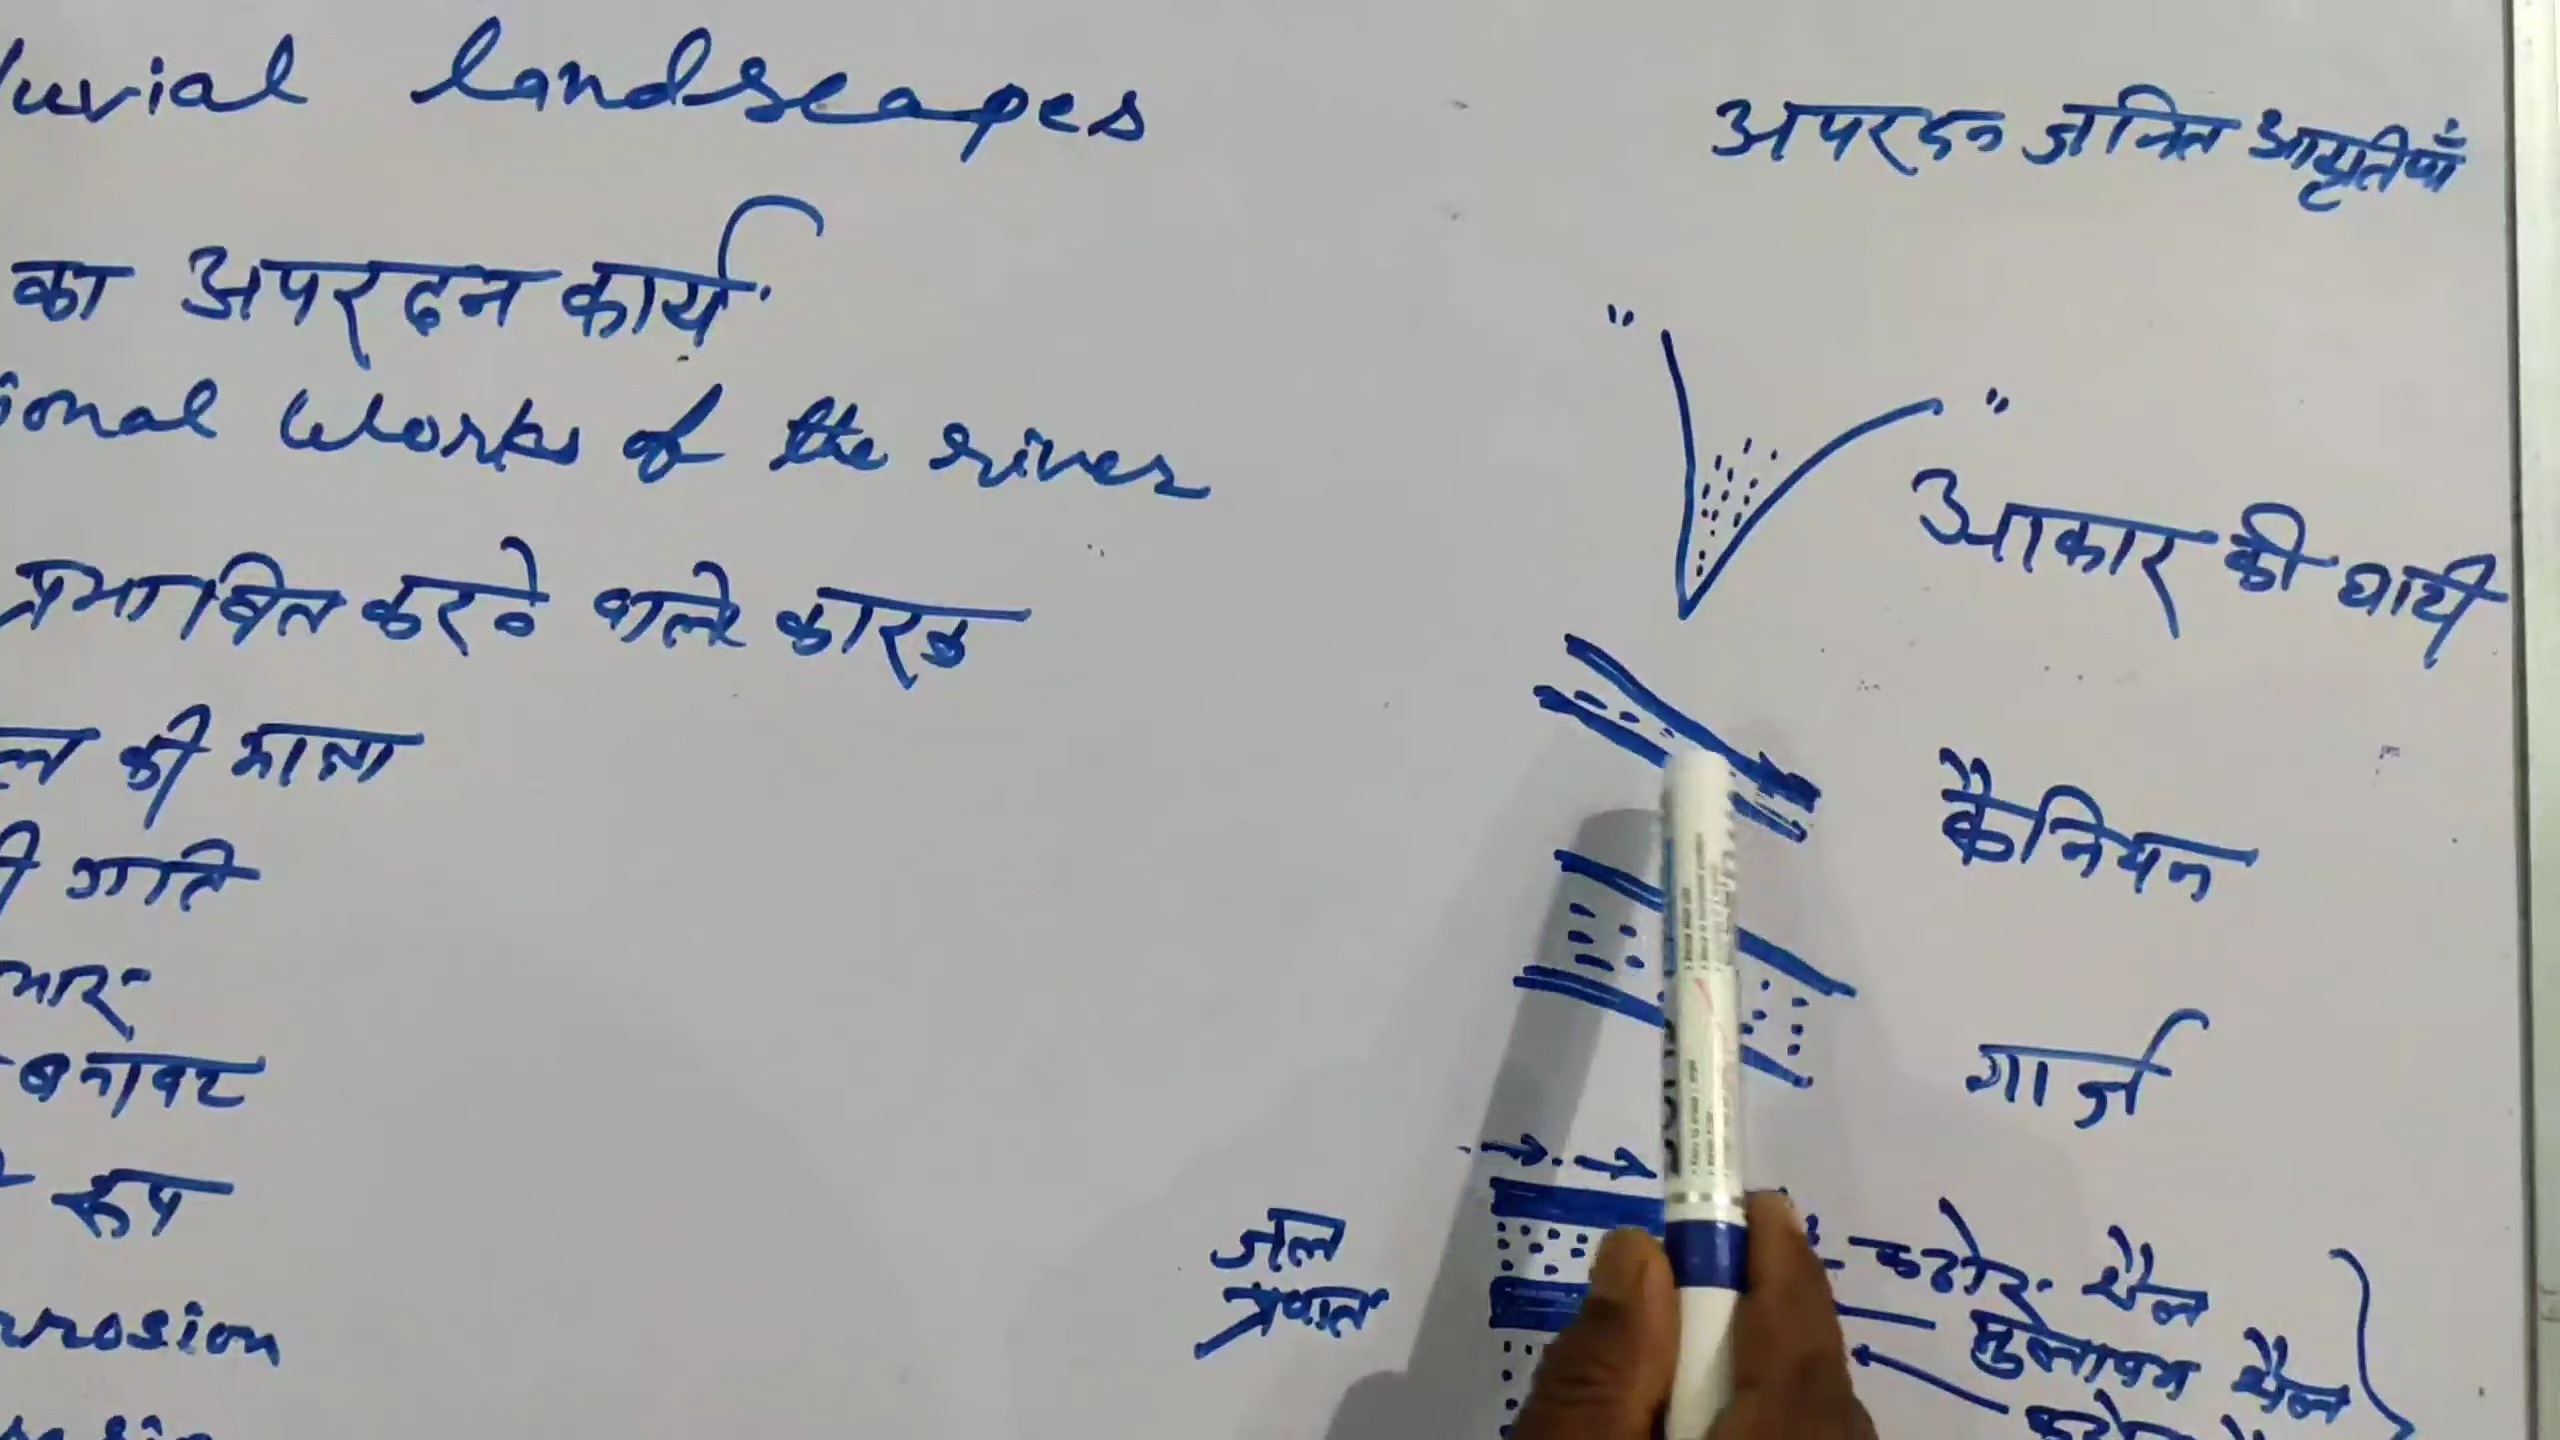 luvial landscapes
का अपरदन कार्य
ional Works of the river
प्रभावित करने वाले कारक
ल की मात्रा
ी गति
भार
बनावट
रूप
rrosion
अपरदन जनित आकृतियाँ
" V " आकार की घाटी
कैनियन
गार्ज
जल
प्रपात
कठोर शैल
मुलायम शैल